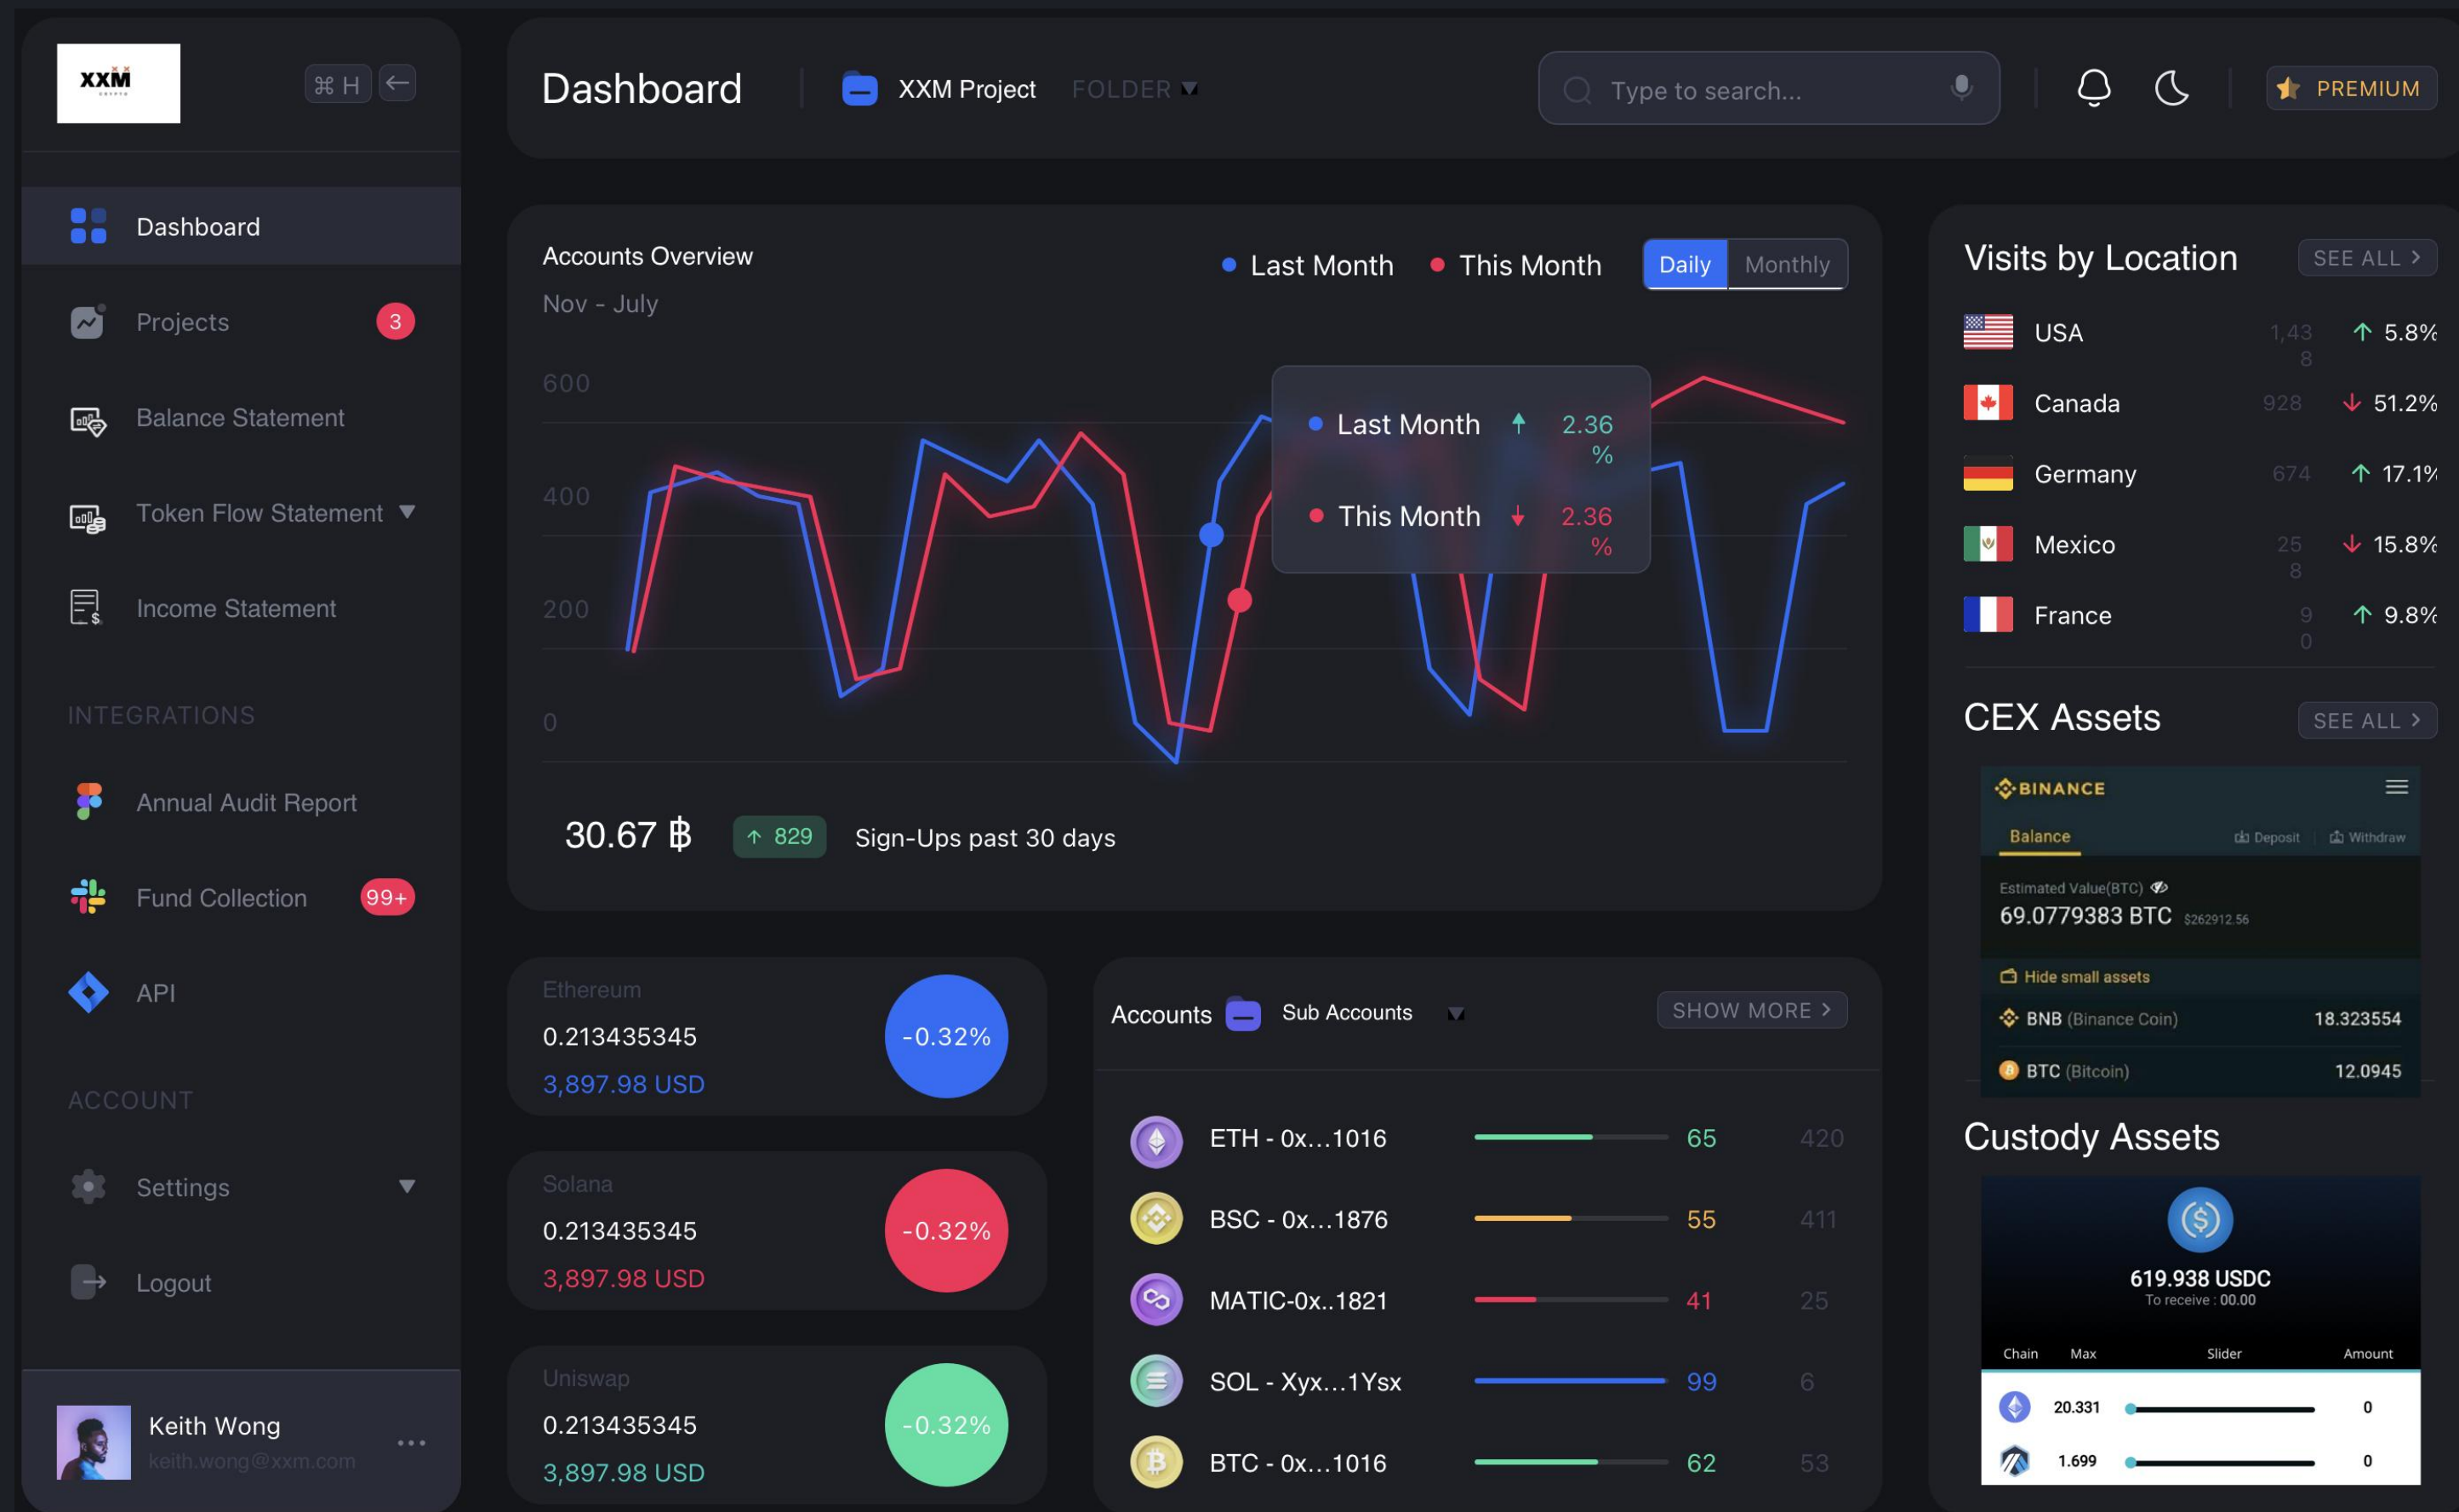 XXM
CRYPTO
⌘ H
Dashboard
Projects 3
Balance Statement
Token Flow Statement
Income Statement
INTEGRATIONS
Annual Audit Report
Fund Collection 99+
API
ACCOUNT
Settings
Logout
Keith Wong
keith.wong@xxm.com
Dashboard
XXM Project FOLDER
Type to search...
PREMIUM
Accounts Overview
Nov - July
Last Month This Month
Daily Monthly
600
400
200
0
Last Month 2.36
%
This Month 2.36
%
30.67 ฿ 829 Sign-Ups past 30 days
Ethereum
0.213435345
3,897.98 USD
-0.32%
Solana
0.213435345
3,897.98 USD
-0.32%
Uniswap
0.213435345
3,897.98 USD
-0.32%
Accounts Sub Accounts SHOW MORE >
ETH - 0x...1016 65 420
BSC - 0x...1876 55 411
MATIC-0x..1821 41 25
SOL - Xyx...1Ysx 99 6
BTC - 0x...1016 62 53
Visits by Location SEE ALL >
USA 1,43 5.8%
8
Canada 928 51.2%
Germany 674 17.1%
Mexico 25 15.8%
8
France 9 9.8%
0
CEX Assets SEE ALL >
BINANCE
Balance Deposit Withdraw
Estimated Value(BTC)
69.0779383 BTC $262912.56
Hide small assets
BNB (Binance Coin) 18.323554
BTC (Bitcoin) 12.0945
Custody Assets
619.938 USDC
To receive : 00.00
Chain Max Slider Amount
20.331 0
1.699 0